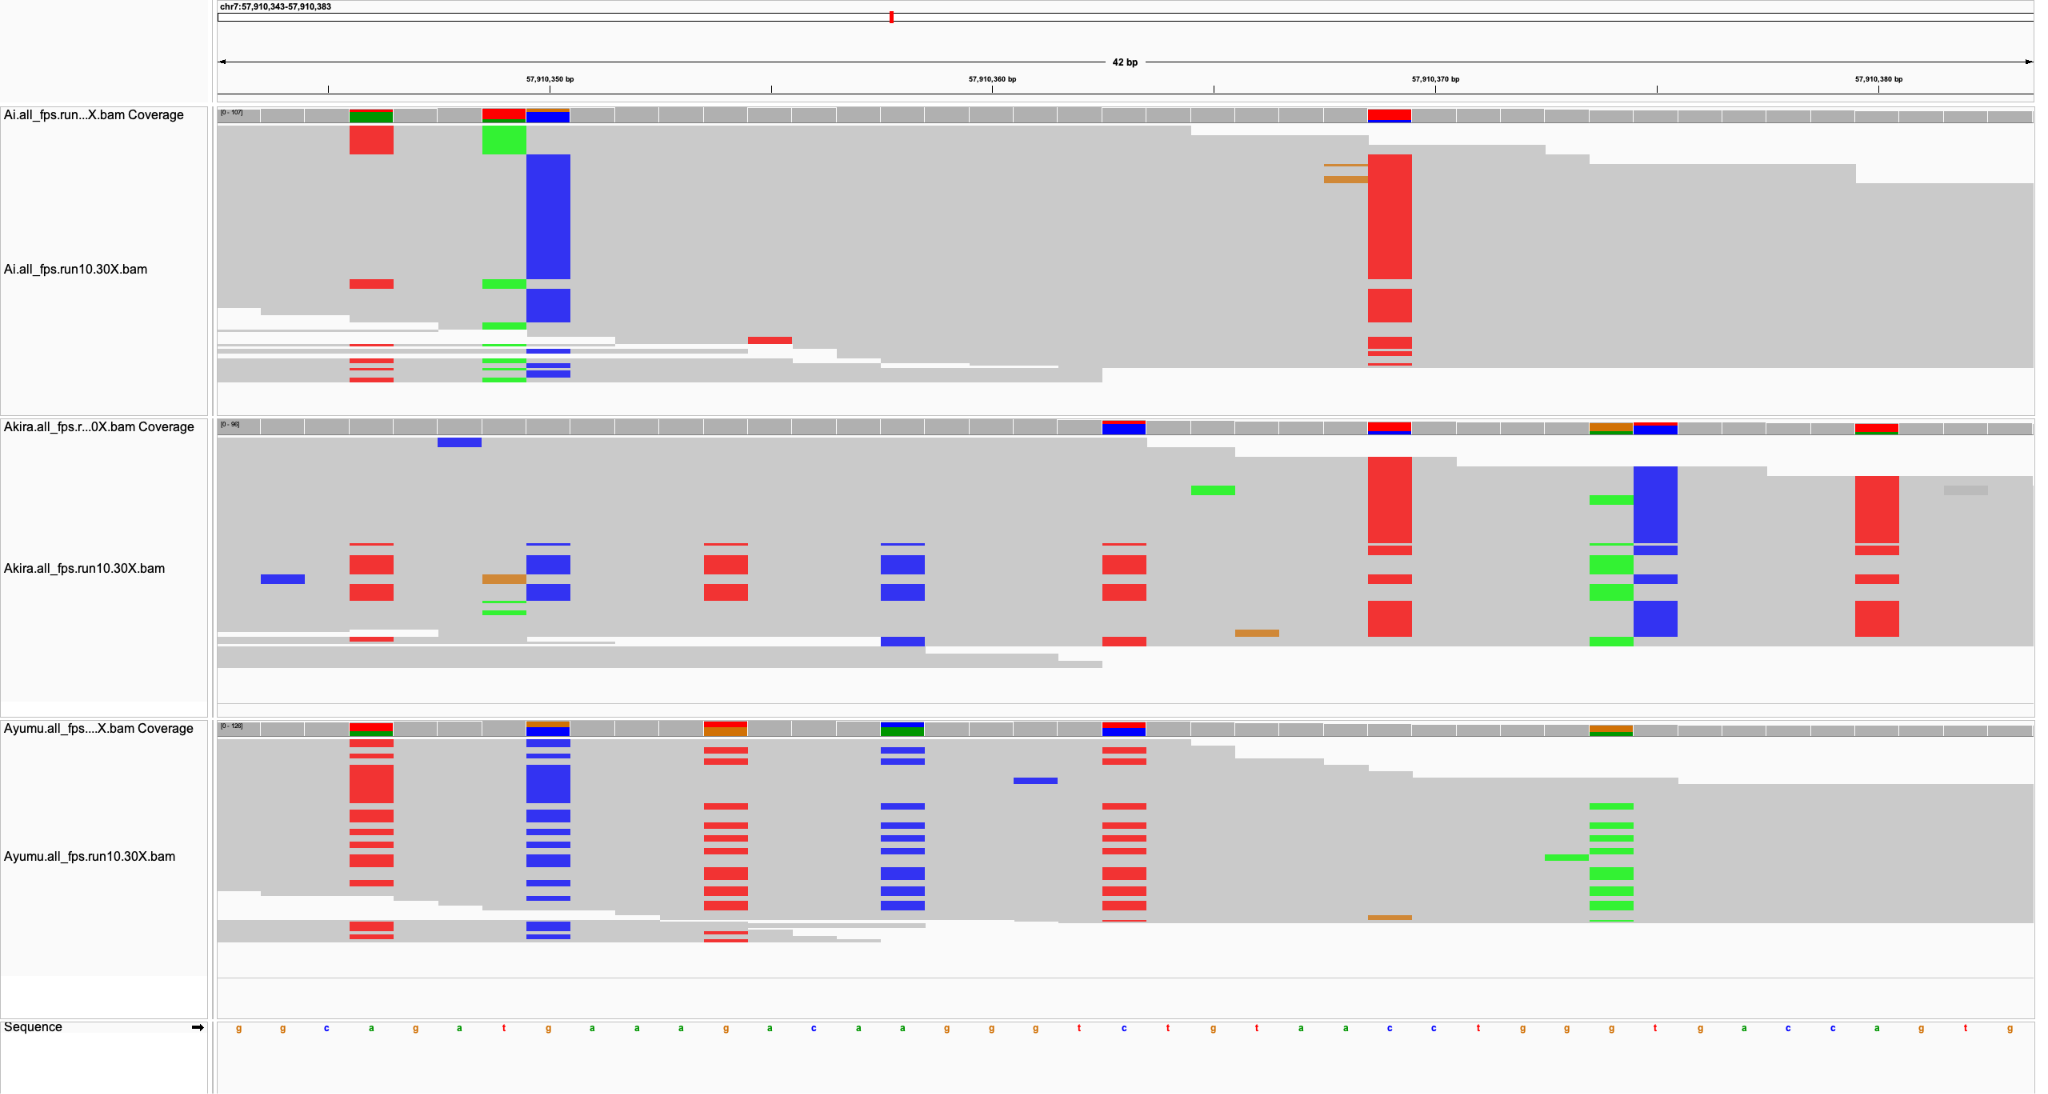 chr7:57,910,343-57,910,383
42 bp
57,910,350 bp 57,910,360 bp 57,910,370 bp 57,910,380 bp
Ai.all_fps.run...X.bam Coverage
[0 - 107]
Ai.all_fps.run10.30X.bam
Akira.all_fps.r...0X.bam Coverage
[0 - 96]
Akira.all_fps.run10.30X.bam
Ayumu.all_fps....X.bam Coverage
Ayumu.all_fps.run10.30X.bam
Sequence
g g c a g a t g a a a g a c a a g g g t c t g t a a c c t g g g t g a c c a g t g